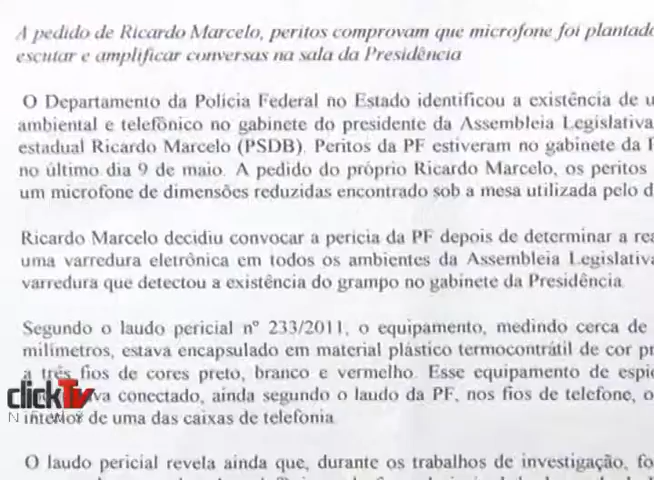 A pedido de Ricardo Marcelo, peritos comprovam que microfone foi plantado
escutar e amplificar conversas na sala da Presidência
O Departamento da Polícia Federal no Estado identificou a existência de
ambiental e telefônico no gabinete do presidente da Assembleia Legislativa
estadual Ricardo Marcelo (PSDB). Peritos da PF estiveram no gabinete da
no último dia 9 de maio. A pedido do próprio Ricardo Marcelo, os peritos
um microfone de dimensões reduzidas encontrado sob a mesa utilizada pelo
Ricardo Marcelo decidiu convocar a perícia da PF depois de determinar a
uma varredura eletrônica em todos os ambientes da Assembleia Legislativa
varredura que detectou a existência do grampo no gabinete da Presidência
Segundo o laudo pericial nº 233/2011, o equipamento, medindo cerca de
milímetros, estava encapsulado em material plástico termocontrátil de cor
a três fios de cores preto, branco e vermelho. Esse equipamento de
clickTv va conectado, ainda segundo o laudo da PF, nos fios de telefone,
interior de uma das caixas de telefonia
O laudo pericial revela ainda que, durante os trabalhos de investigação,